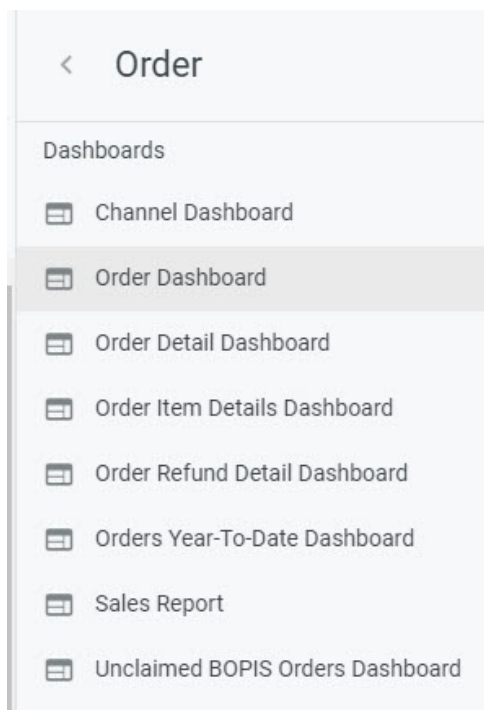 Order
Dashboards
Channel Dashboard
Order Dashboard
Order Detail Dashboard
Order Item Details Dashboard
Order Refund Detail Dashboard
Orders Year-To-Date Dashboard
Sales Report
Unclaimed BOPIS Orders Dashboard